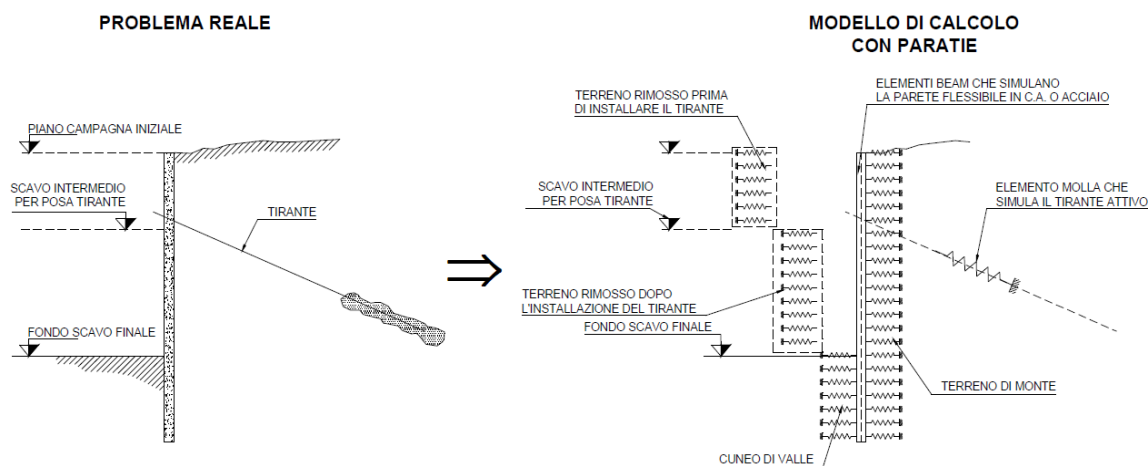 PROBLEMA REALE
PIANO CAMPAGNA INIZIALE
SCAVO INTERMEDIO
PER POSA TIRANTE
TIRANTE
FONDO SCAVO FINALE
MODELLO DI CALCOLO
CON PARATIE
TERRENO RIMOSSO PRIMA
DI INSTALLARE IL TIRANTE
ELEMENTI BEAM CHE SIMULANO
LA PARETE FLESSIBILE IN C.A. O ACCIAIO
SCAVO INTERMEDIO
PER POSA TIRANTE
ELEMENTO MOLLA CHE
SIMULA IL TIRANTE ATTIVO
TERRENO RIMOSSO DOPO
L'INSTALLAZIONE DEL TIRANTE
FONDO SCAVO FINALE
TERRENO DI MONTE
CUNEO DI VALLE